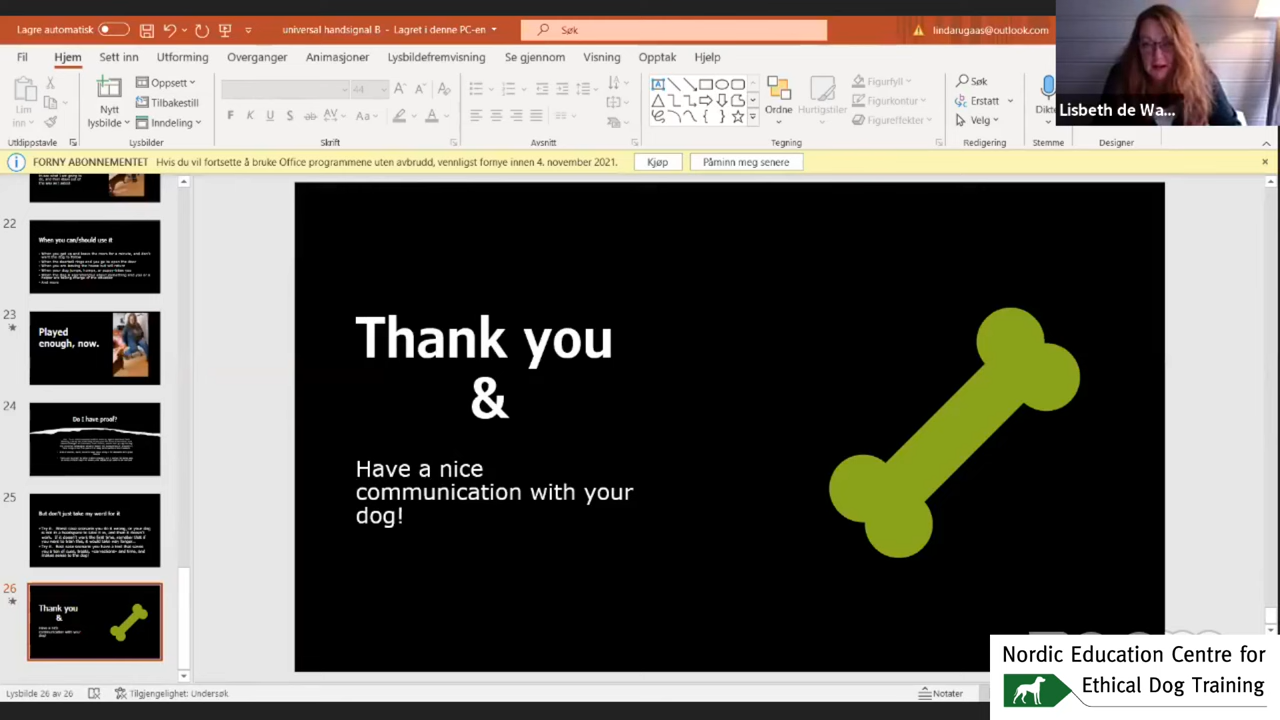 Lagre automatisk
universal handsignal B - Lagret i denne PC-en
Søk
lindarugaas@outlook.com
Fil Hjem Sett inn Utforming Overganger Animasjoner Lysbildefremvisning Se gjennom Visning Opptak Hjelp
Lim inn
Nytt lysbilde
Oppsett
Tilbakestill
Inndeling
44
F K U S ab AV Aa A
Ordne
Hurtigstiler
Figurfyll
Figurkontur
Figureffekter
Søk
Erstatt
Velg
Dikte
Lisbeth de Wa...
Utklippstavle Lysbilder Skrift Avsnitt Tegning Redigering Stemme Designer
FORNY ABONNEMENTET Hvis du vil fortsette å bruke Office programmene uten avbrudd, vennligst fornye innen 4. november 2021. Kjøp Påminn meg senere
22
When you can/should use it
23
Played
enough, now.
24
Do I have proof?
25
But don't just take my word for it
26
Thank you
&
Thank you
&
Have a nice
communication with your
dog!
Lysbilde 26 av 26
Tilgjengelighet: Undersøk
Notater
Nordic Education Centre for
Ethical Dog Training